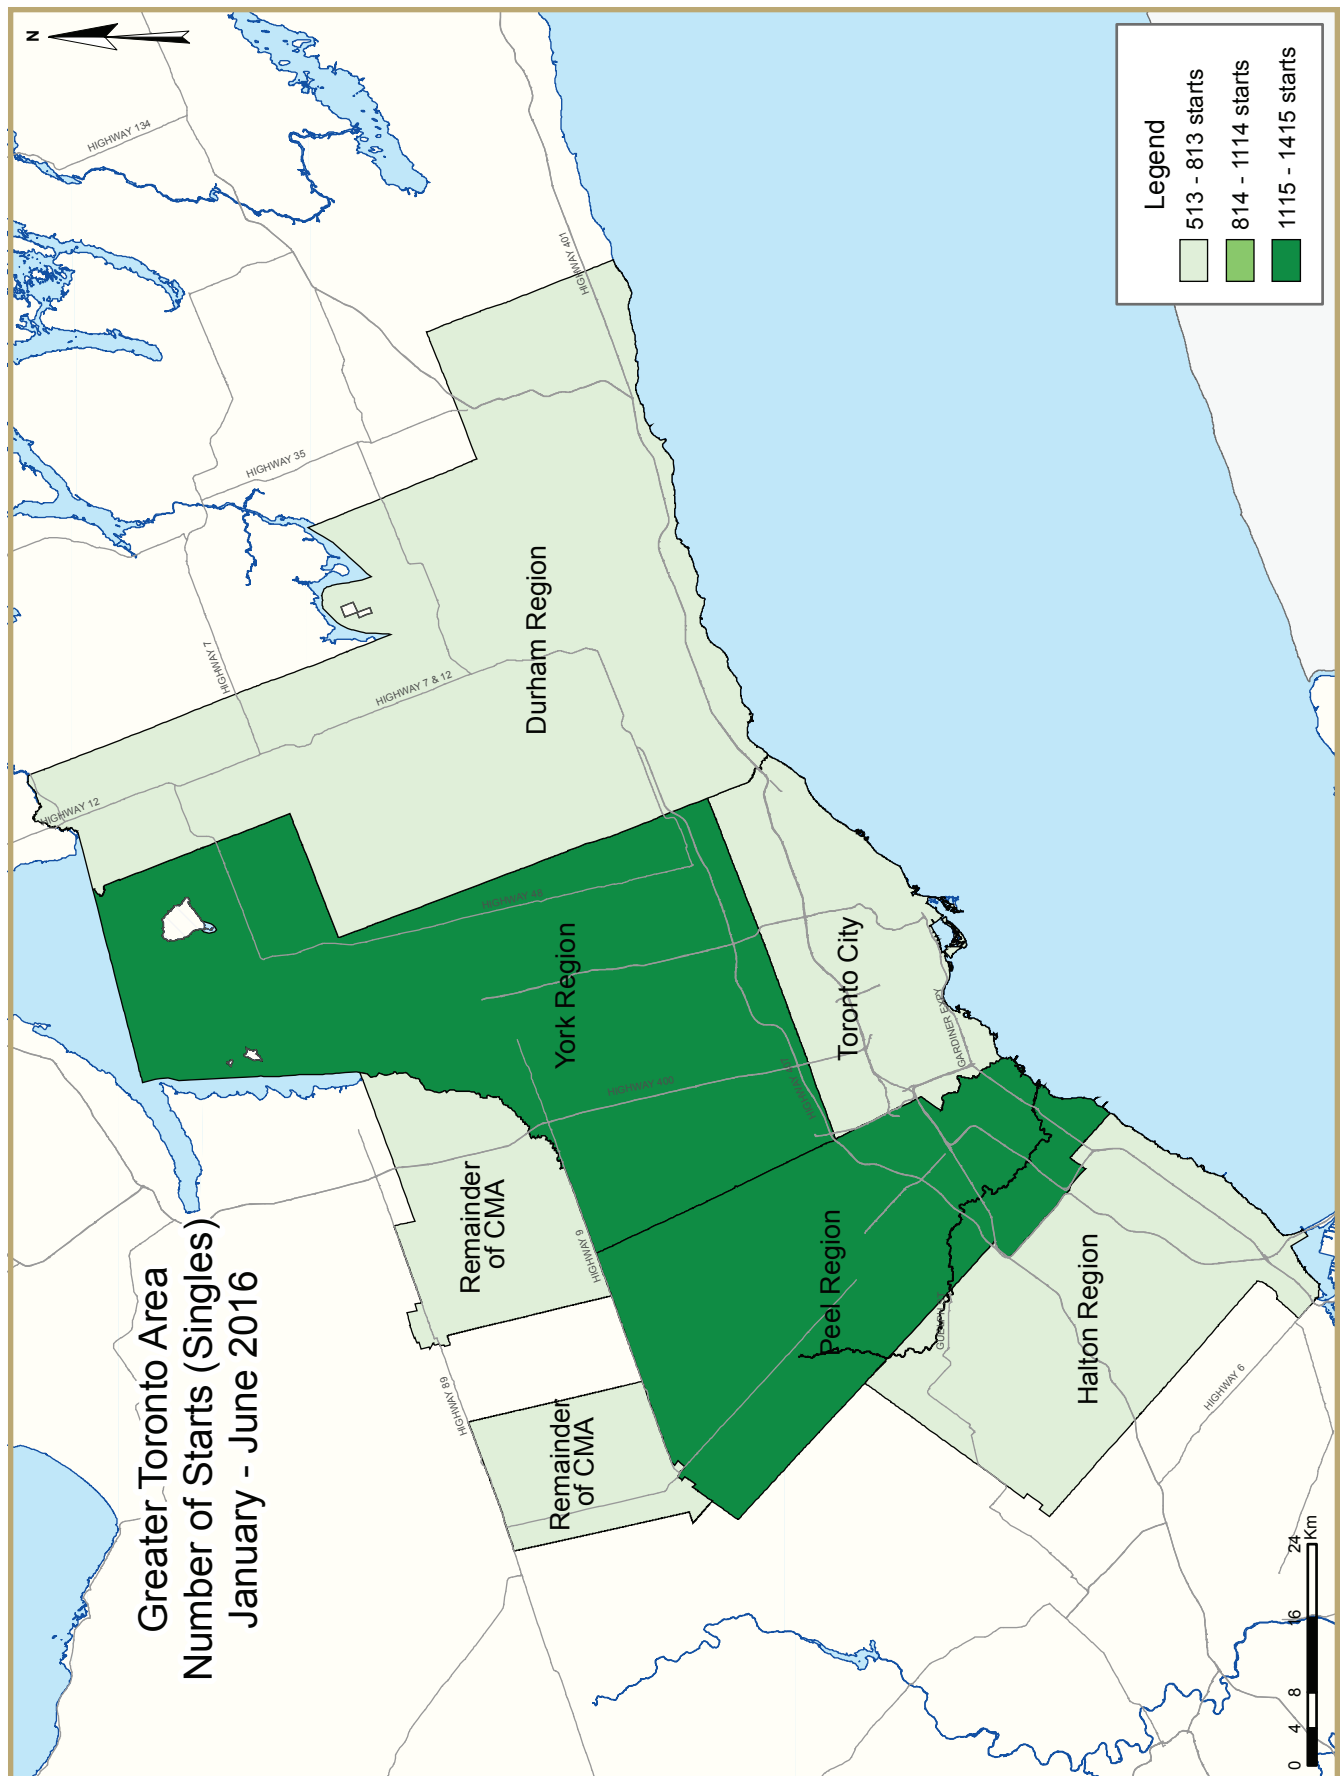 Greater Toronto Area
Number of Starts (Singles)
January - June 2016
N
HIGHWAY 134
HIGHWAY 401
HIGHWAY 35
HIGHWAY 7
HIGHWAY 7 & 12
HIGHWAY 12
HIGHWAY 48
HIGHWAY 400
HIGHWAY 9
HIGHWAY 89
HIGHWAY 6
GARDINER EXPY
HIGHWAY
Durham Region
York Region
Toronto City
Remainder
of CMA
Remainder
of CMA
Peel Region
Halton Region
Legend
513 - 813 starts
814 - 1114 starts
1115 - 1415 starts
0 4 8 16 24
Km